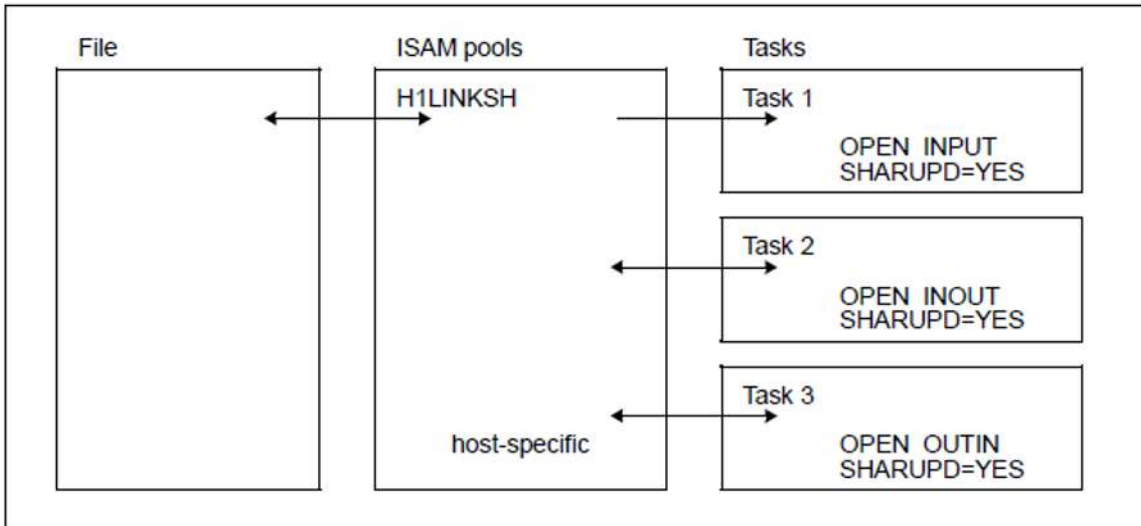 File
ISAM pools
Tasks
H1LINKSH
Task 1
OPEN INPUT
SHARUPD=YES
Task 2
OPEN INOUT
SHARUPD=YES
Task 3
host-specific
OPEN OUTIN
SHARUPD=YES